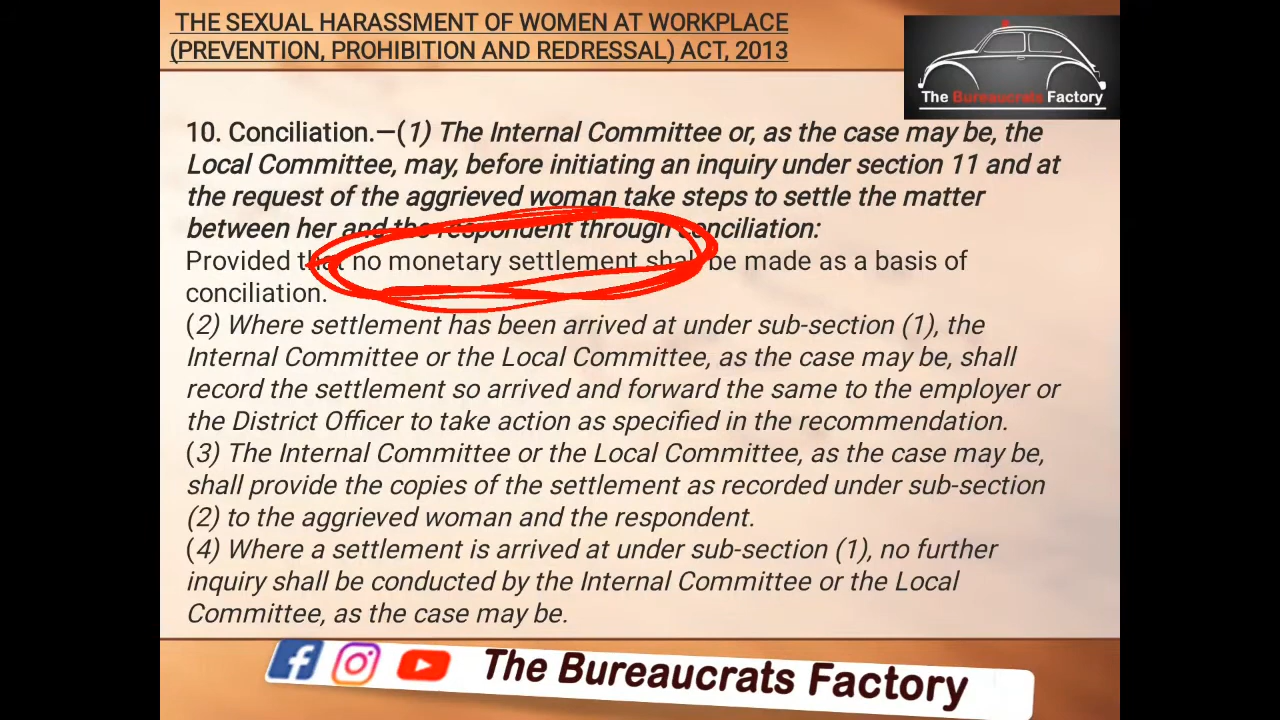 THE SEXUAL HARASSMENT OF WOMEN AT WORKPLACE
(PREVENTION, PROHIBITION AND REDRESSAL) ACT, 2013
The Bureaucrats Factory
10. Conciliation.—(1) The Internal Committee or, as the case may be, the
Local Committee, may, before initiating an inquiry under section 11 and at
the request of the aggrieved woman take steps to settle the matter
between her and the respondent through conciliation:
Provided that no monetary settlement shall be made as a basis of
conciliation.
(2) Where settlement has been arrived at under sub-section (1), the
Internal Committee or the Local Committee, as the case may be, shall
record the settlement so arrived and forward the same to the employer or
the District Officer to take action as specified in the recommendation.
(3) The Internal Committee or the Local Committee, as the case may be,
shall provide the copies of the settlement as recorded under sub-section
(2) to the aggrieved woman and the respondent.
(4) Where a settlement is arrived at under sub-section (1), no further
inquiry shall be conducted by the Internal Committee or the Local
Committee, as the case may be.
The Bureaucrats Factory